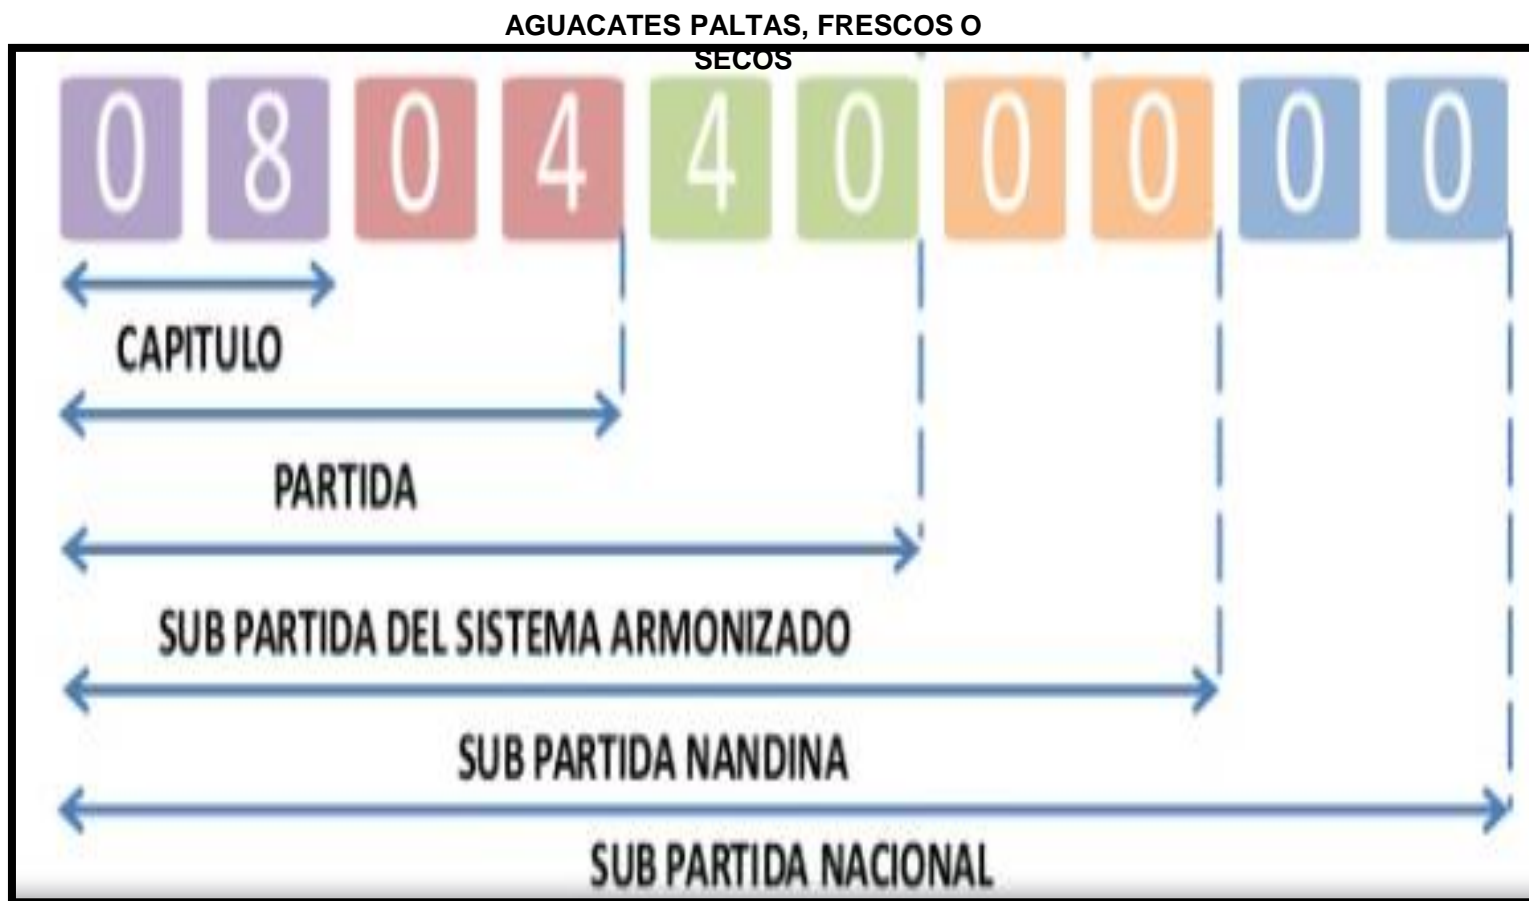 AGUACATES PALTAS, FRESCOS O
SECOS
0 8 0 4 4 0 0 0 0 0
CAPITULO
PARTIDA
SUB PARTIDA DEL SISTEMA ARMONIZADO
SUB PARTIDA NANDINA
SUB PARTIDA NACIONAL